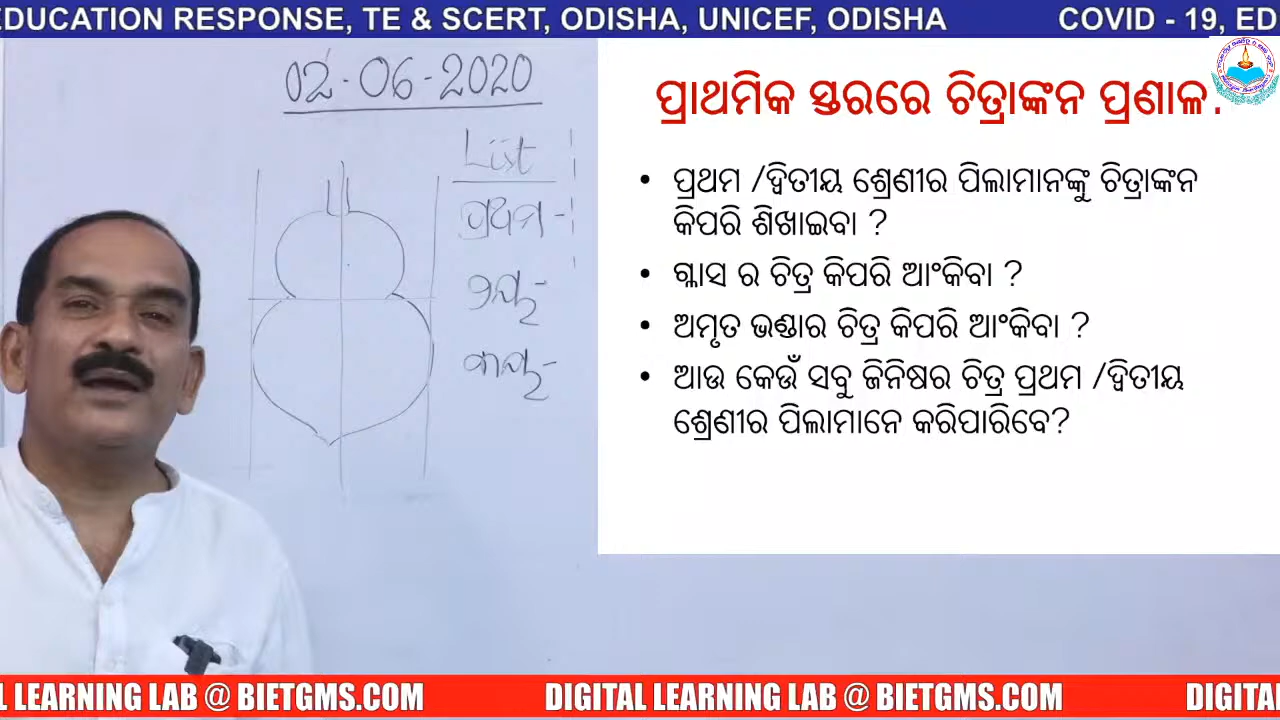 EDUCATION RESPONSE, TE & SCERT, ODISHA, UNICEF, ODISHA COVID - 19, ED
02-06-2020
List
ପ୍ରଥମ -
ପ୍ରାଥମିକ ସ୍ତରରେ ଚିତ୍ରାଙ୍କନ ପ୍ରଣାଳୀ.
• ପ୍ରଥମ /ଦ୍ଵିତୀୟ ଶ୍ରେଣୀର ପିଲାମାନଙ୍କୁ ଚିତ୍ରାଙ୍କନ
କିପରି ଶିଖାଇବା ?
• ଗ୍ଲାସ ର ଚିତ୍ର କିପରି ଆଂକିବା ?
• ଅମୃତ ଭଣ୍ଡାର ଚିତ୍ର କିପରି ଆଂକିବା ?
• ଆଉ କେଉଁ ସବୁ ଜିନିଷର ଚିତ୍ର ପ୍ରଥମ /ଦ୍ଵିତୀୟ
ଶ୍ରେଣୀର ପିଲାମାନେ କରିପାରିବେ?
L LEARNING LAB @ BIETGMS.COM DIGITAL LEARNING LAB @ BIETGMS.COM DIGITA